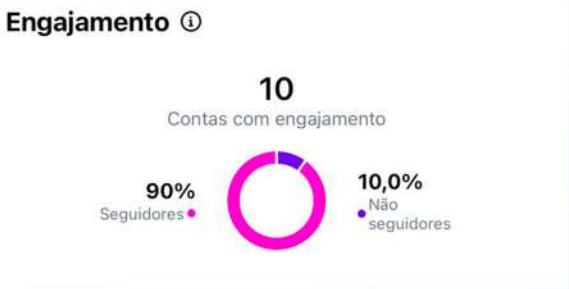 Engajamento
10
Contas com engajamento
90%
Seguidores
10,0%
Não
seguidores